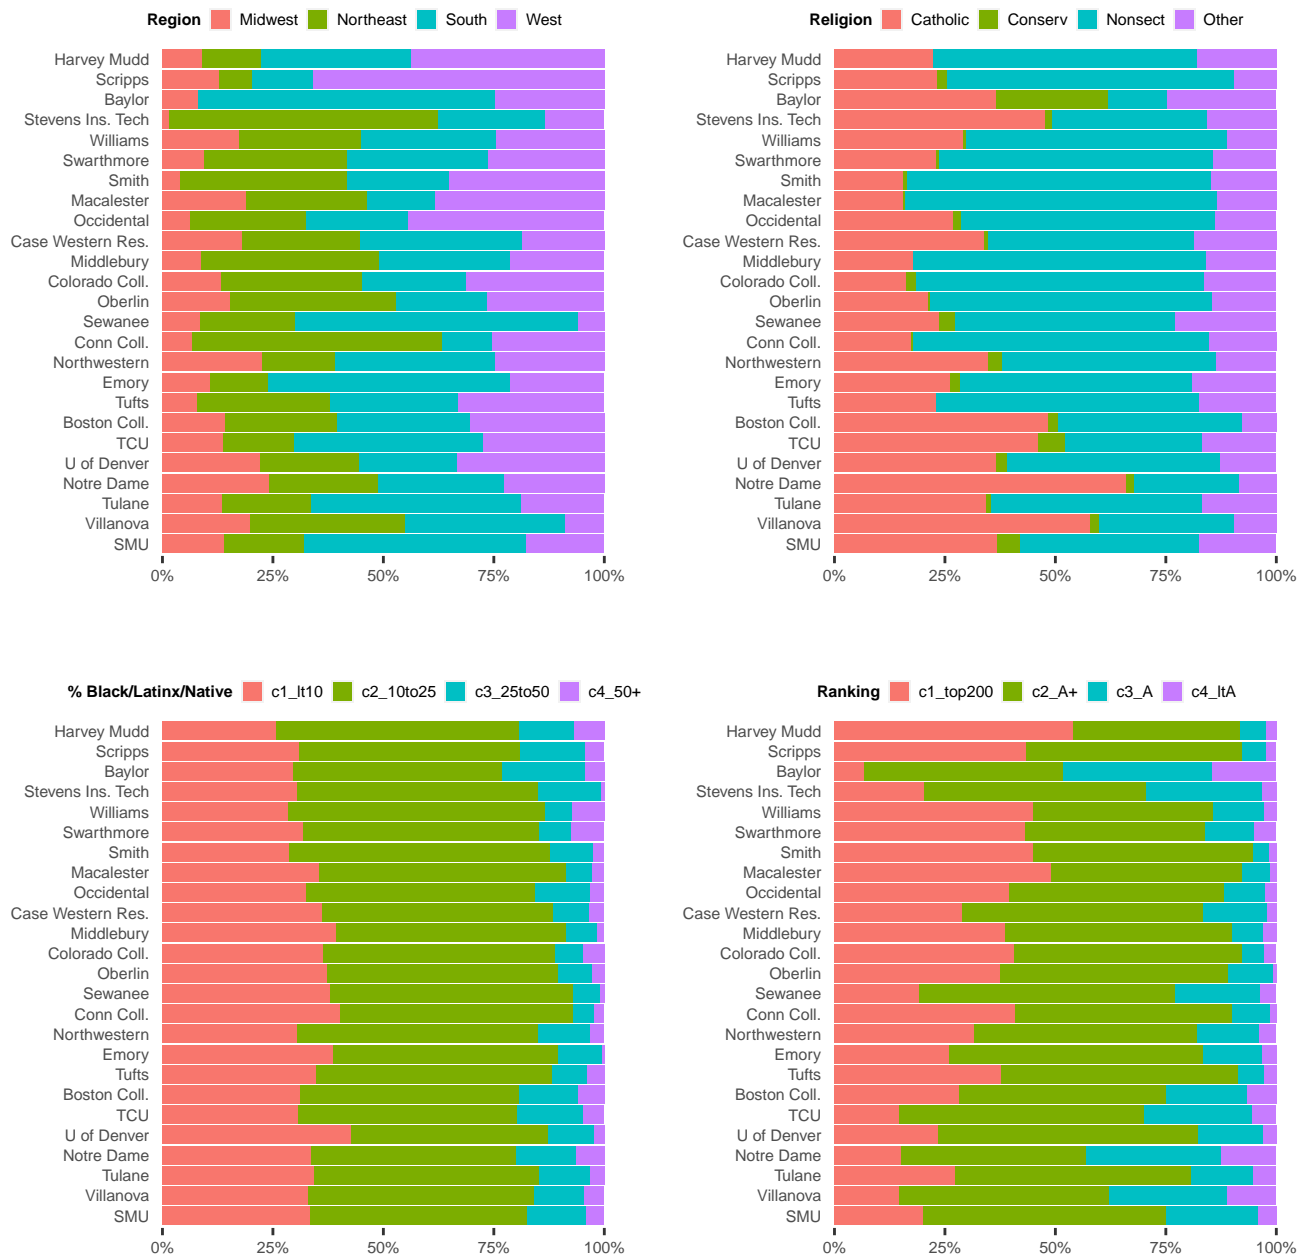 Region Midwest Northeast South West
Harvey Mudd
Scripps
Baylor
Stevens Ins. Tech
Williams
Swarthmore
Smith
Macalester
Occidental
Case Western Res.
Middlebury
Colorado Coll.
Oberlin
Sewanee
Conn Coll.
Northwestern
Emory
Tufts
Boston Coll.
TCU
U of Denver
Notre Dame
Tulane
Villanova
SMU
0% 25% 50% 75% 100%
Religion Catholic Conserv Nonsect Other
Harvey Mudd
Scripps
Baylor
Stevens Ins. Tech
Williams
Swarthmore
Smith
Macalester
Occidental
Case Western Res.
Middlebury
Colorado Coll.
Oberlin
Sewanee
Conn Coll.
Northwestern
Emory
Tufts
Boston Coll.
TCU
U of Denver
Notre Dame
Tulane
Villanova
SMU
0% 25% 50% 75% 100%
% Black/Latinx/Native c1_lt10 c2_10to25 c3_25to50 c4_50+
Harvey Mudd
Scripps
Baylor
Stevens Ins. Tech
Williams
Swarthmore
Smith
Macalester
Occidental
Case Western Res.
Middlebury
Colorado Coll.
Oberlin
Sewanee
Conn Coll.
Northwestern
Emory
Tufts
Boston Coll.
TCU
U of Denver
Notre Dame
Tulane
Villanova
SMU
0% 25% 50% 75% 100%
Ranking c1_top200 c2_A+ c3_A c4_ltA
Harvey Mudd
Scripps
Baylor
Stevens Ins. Tech
Williams
Swarthmore
Smith
Macalester
Occidental
Case Western Res.
Middlebury
Colorado Coll.
Oberlin
Sewanee
Conn Coll.
Northwestern
Emory
Tufts
Boston Coll.
TCU
U of Denver
Notre Dame
Tulane
Villanova
SMU
0% 25% 50% 75% 100%